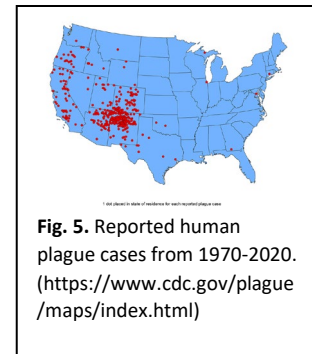 1 dot placed in state of residence for each reported plague case
Fig. 5. Reported human
plague cases from 1970-2020.
(https://www.cdc.gov/plague
/maps/index.html)